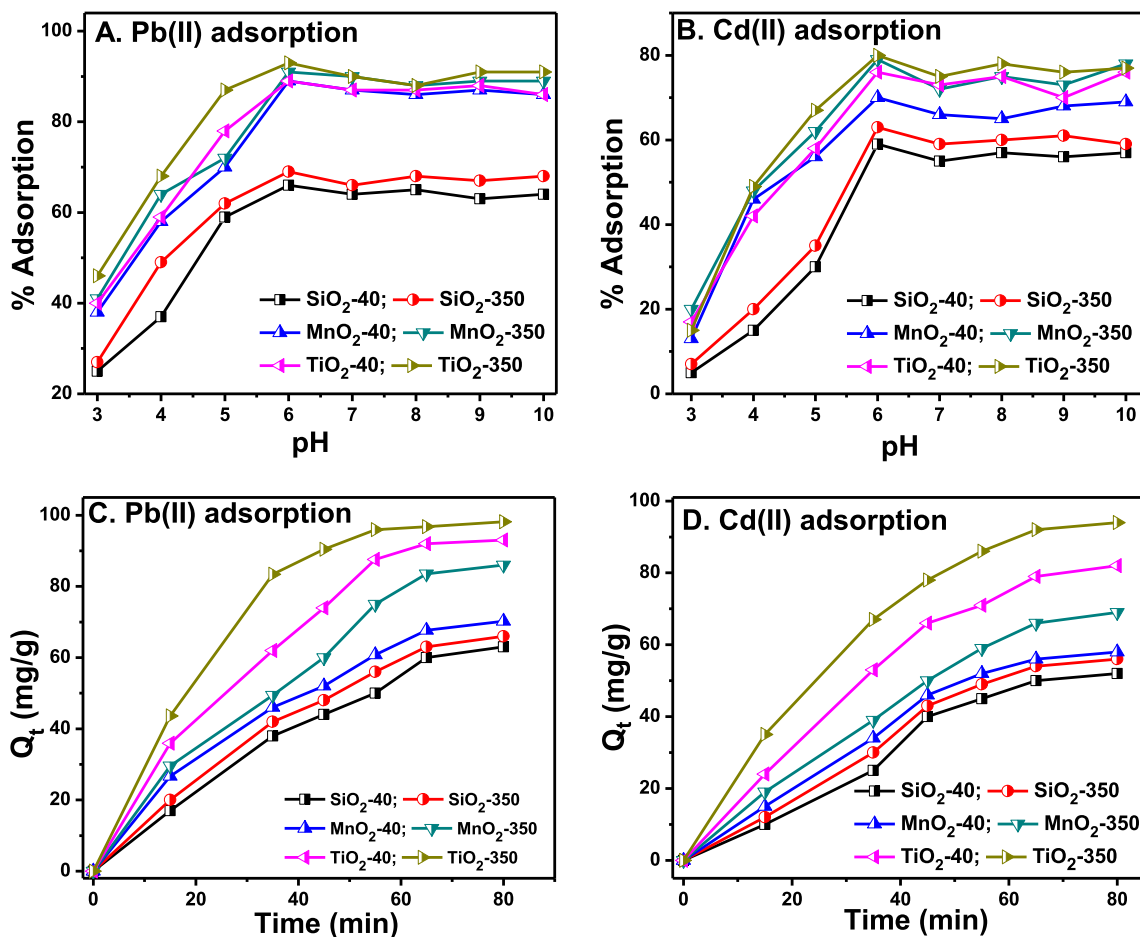 A. Pb(II) adsorption
% Adsorption
100
80
60
40
20
SiO2-40; SiO2-350
MnO2-40; MnO2-350
TiO2-40; TiO2-350
3 4 5 6 7 8 9 10
pH
B. Cd(II) adsorption
% Adsorption
80
60
40
20
0
SiO2-40; SiO2-350
MnO2-40; MnO2-350
TiO2-40; TiO2-350
3 4 5 6 7 8 9 10
pH
C. Pb(II) adsorption
Qt (mg/g)
100
80
60
40
20
0
SiO2-40; SiO2-350
MnO2-40; MnO2-350
TiO2-40; TiO2-350
0 20 40 60 80
Time (min)
D. Cd(II) adsorption
Qt (mg/g)
100
80
60
40
20
0
SiO2-40; SiO2-350
MnO2-40; MnO2-350
TiO2-40; TiO2-350
0 20 40 60 80
Time (min)